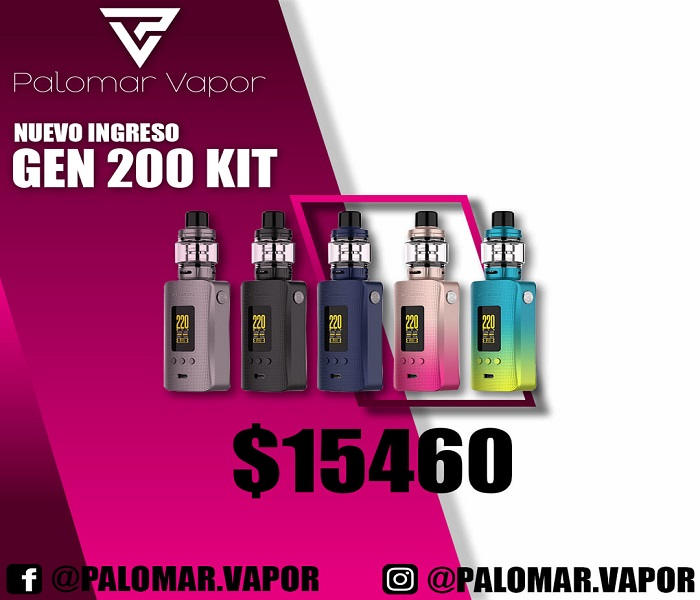 Palomar Vapor
NUEVO INGRESO
GEN 200 KIT
220
220
220
220
220
$15460
@PALOMAR.VAPOR
@PALOMAR.VAPOR